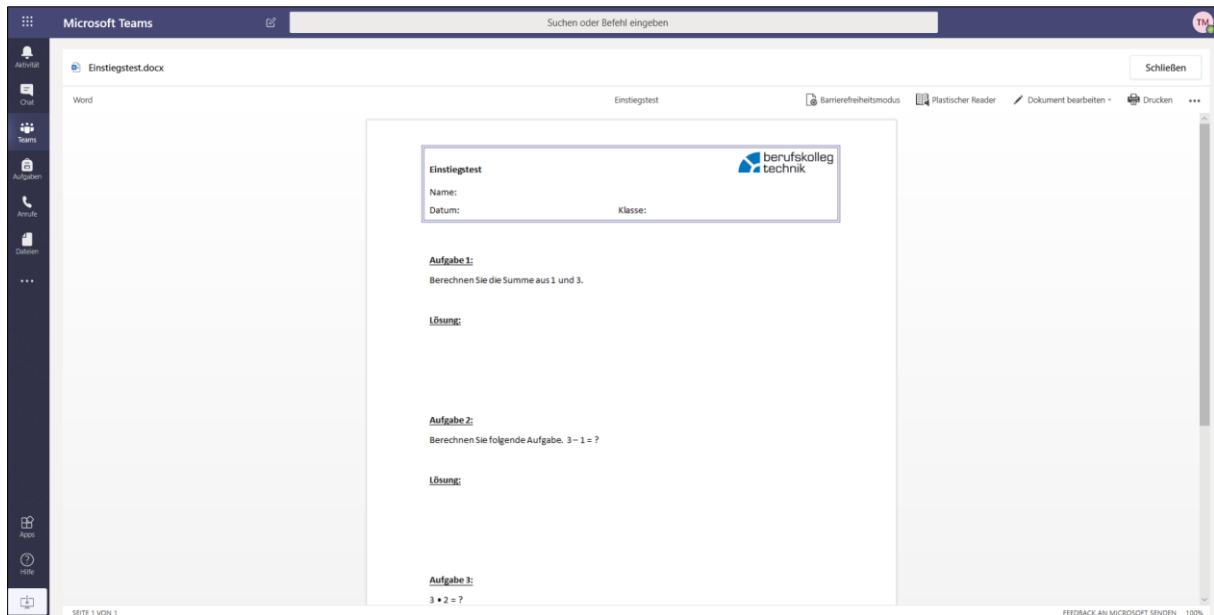 Microsoft Teams
Suchen oder Befehl eingeben
TM
Aktivität
Chat
Teams
Aufgaben
Anrufe
Dateien
Apps
Hilfe
Einstiegstest.docx
Schließen
Word
Einstiegstest
Barrierefreiheitsmodus
Plastischer Reader
Dokument bearbeiten
Drucken
Einstiegstest
berufskolleg
technik
Name:
Datum: Klasse:
Aufgabe 1:
Berechnen Sie die Summe aus 1 und 3.
Lösung:
Aufgabe 2:
Berechnen Sie folgende Aufgabe. 3 – 1 = ?
Lösung:
Aufgabe 3:
3 • 2 = ?
SEITE 1 VON 1
FEEDBACK AN MICROSOFT SENDEN 100%